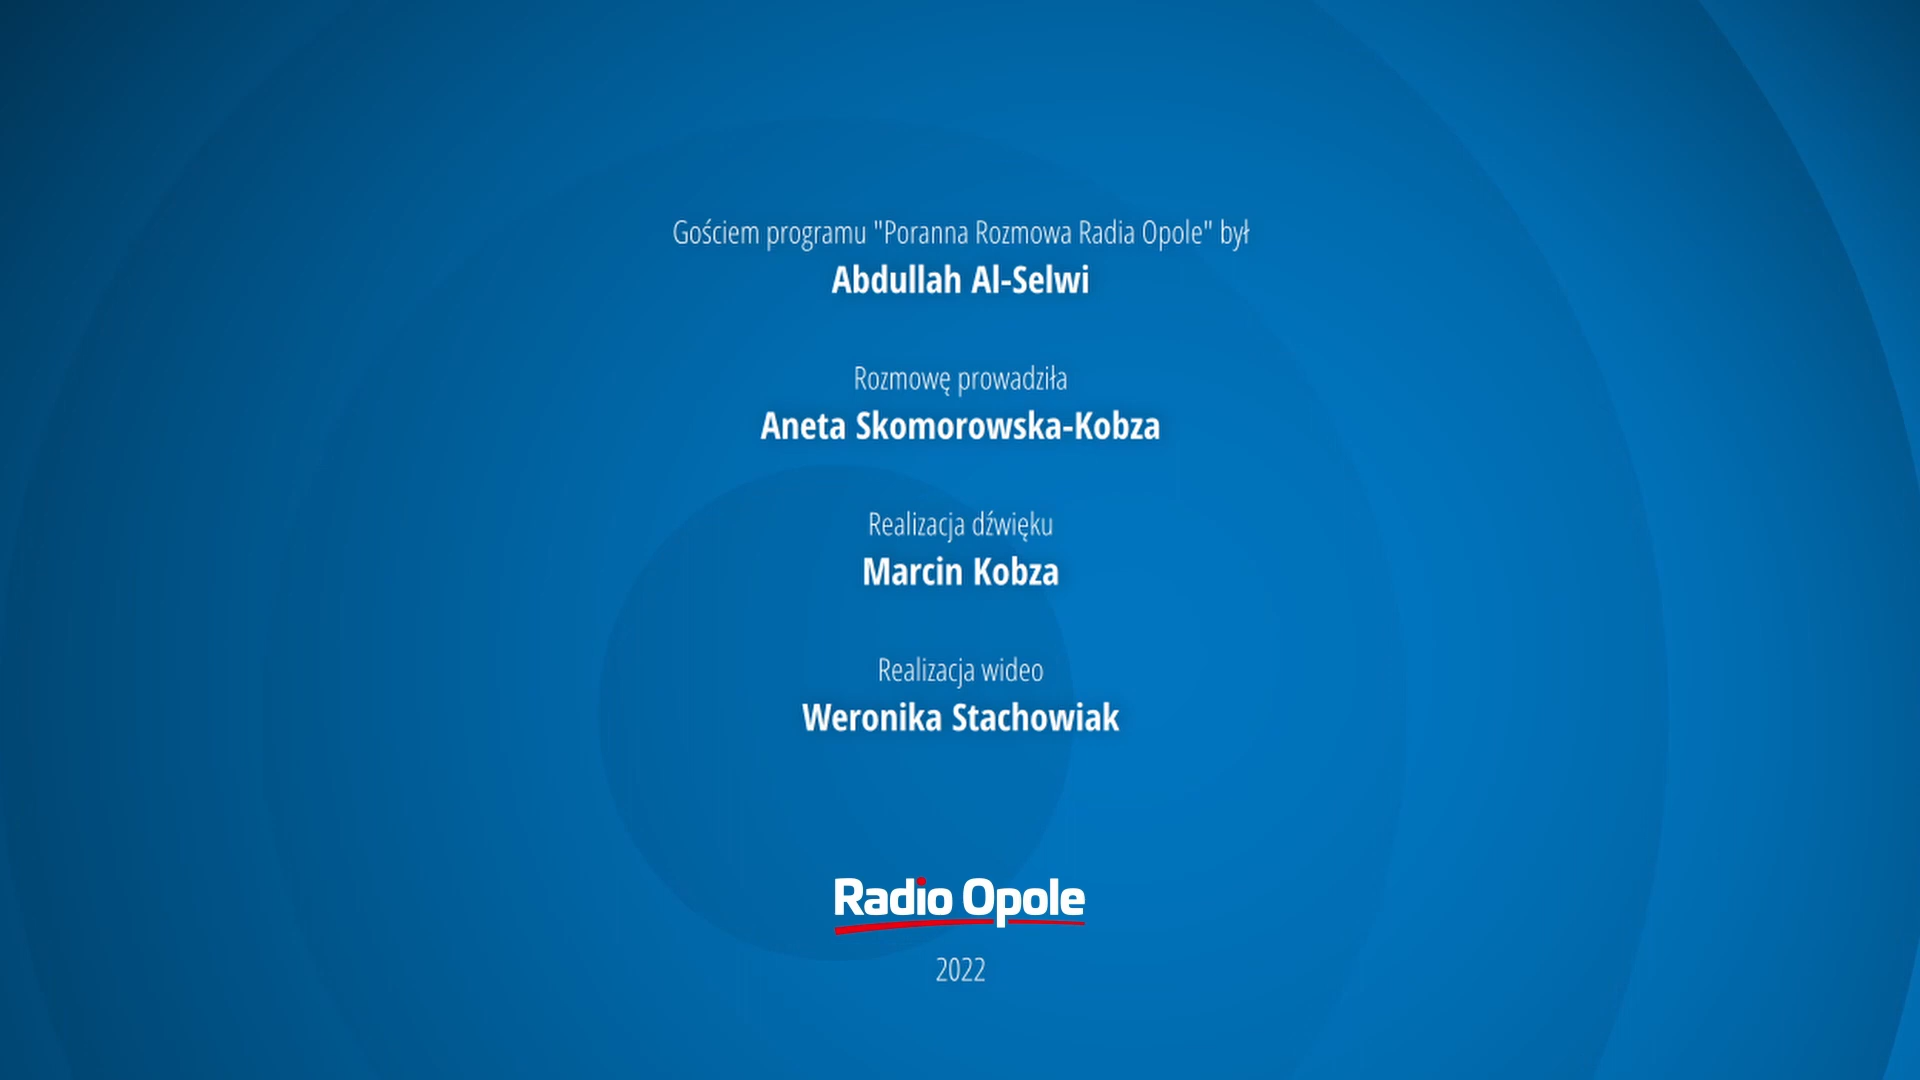 Gościem programu "Poranna Rozmowa Radia Opole" był
Abdullah Al-Selwi
Rozmowę prowadziła
Aneta Skomorowska-Kobza
Realizacja dźwięku
Marcin Kobza
Realizacja wideo
Weronika Stachowiak
Radio Opole
2022